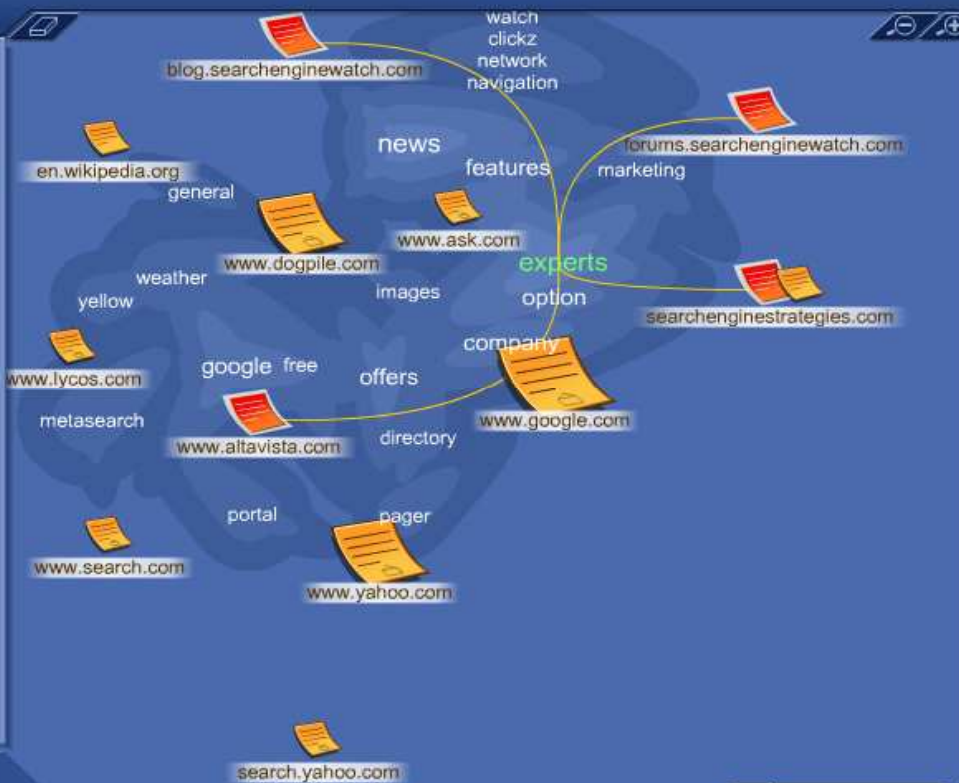 watch
clickz
network
navigation
blog.searchenginewatch.com
news
forums.searchenginewatch.com
en.wikipedia.org
features
marketing
general
www.ask.com
www.dogpile.com
experts
weather
images
option
yellow
searchenginestrategies.com
company
google
free
offers
www.lycos.com
metasearch
www.google.com
www.altavista.com
directory
portal
pager
www.search.com
www.yahoo.com
search.yahoo.com